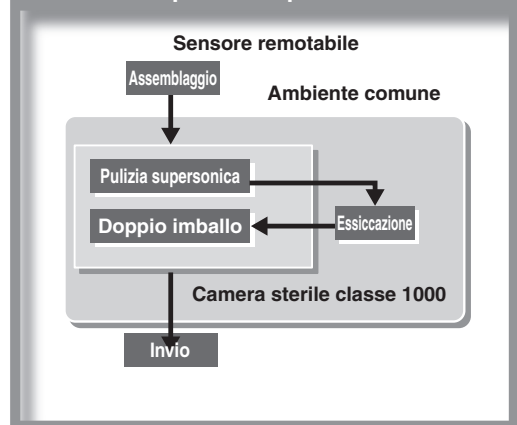 Sensore remotabile
Assemblaggio
Ambiente comune
Pulizia supersonica
Doppio imballo
Essiccazione
Camera sterile classe 1000
Invio